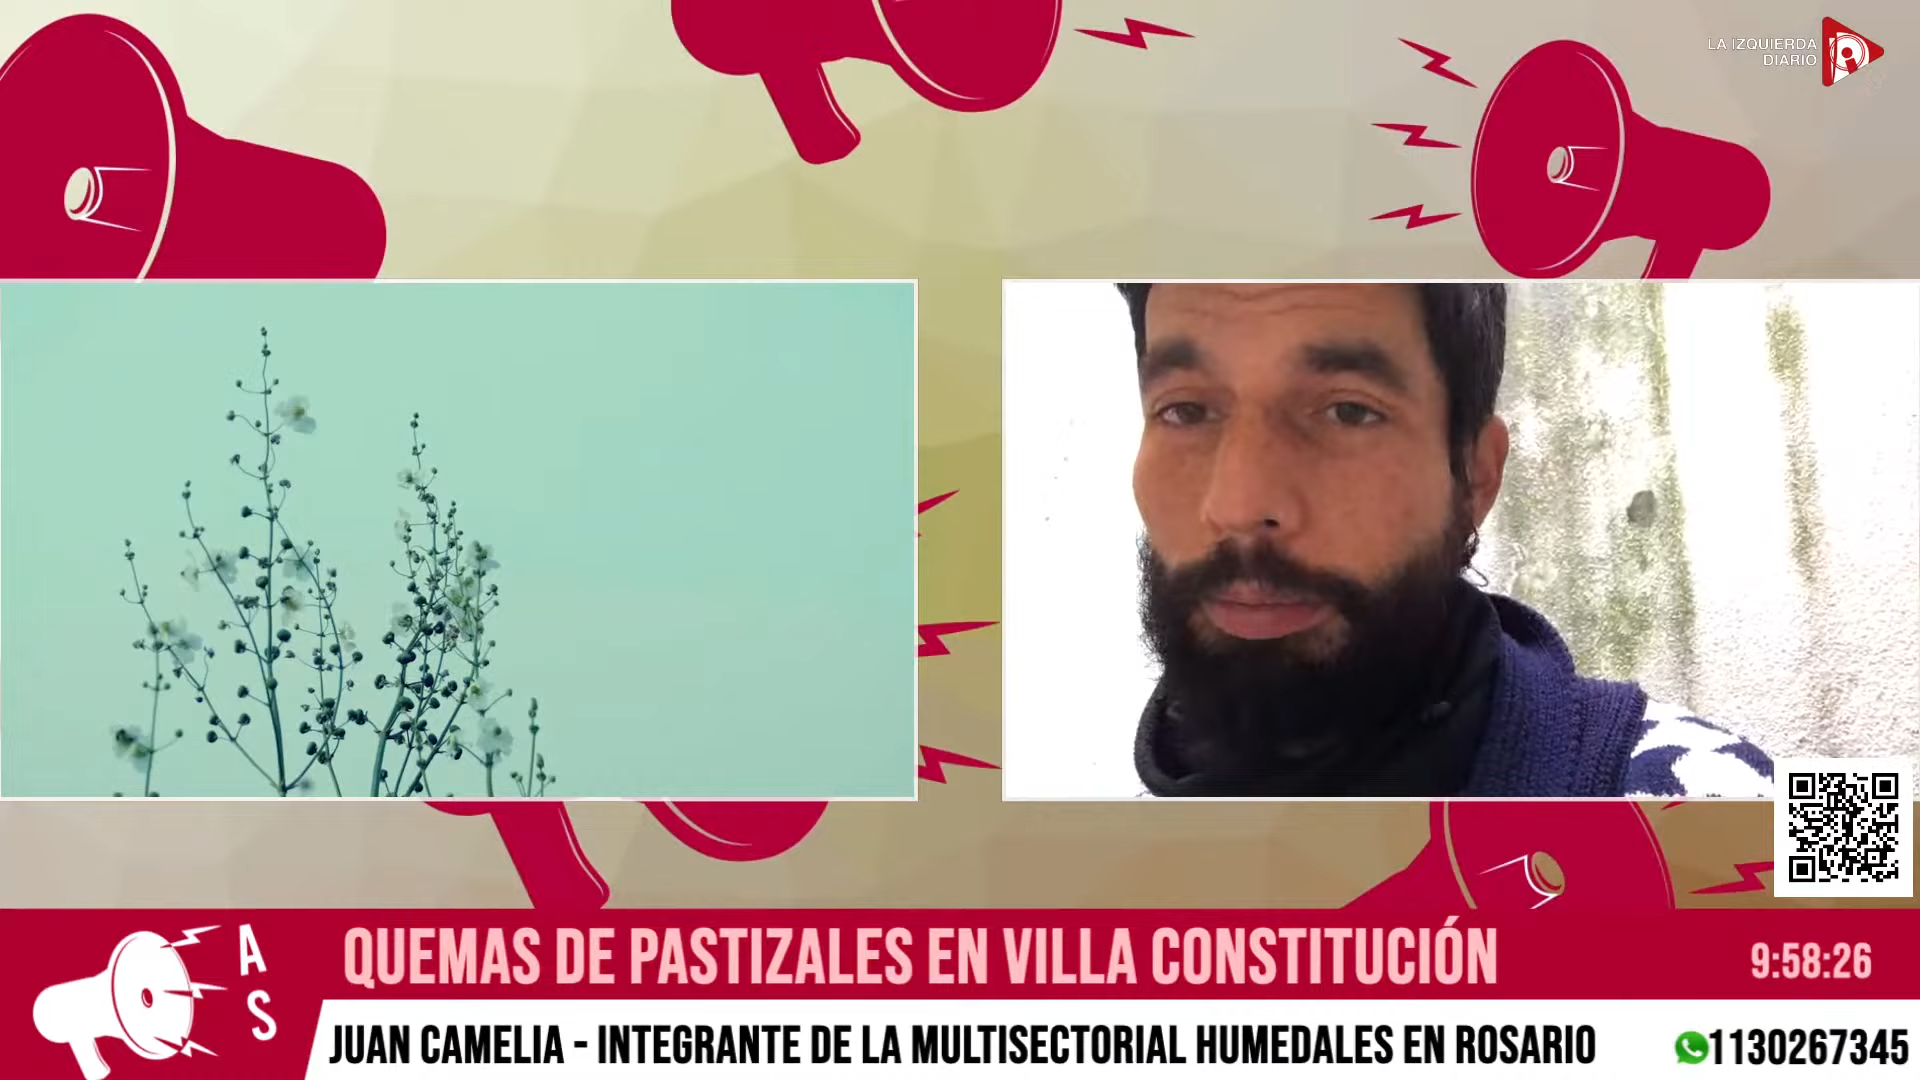 LA IZQUIERDA
DIARIO
A
S
QUEMAS DE PASTIZALES EN VILLA CONSTITUCIÓN
9:58:26
JUAN CAMELIA - INTEGRANTE DE LA MULTISECTORIAL HUMEDALES EN ROSARIO
1130267345